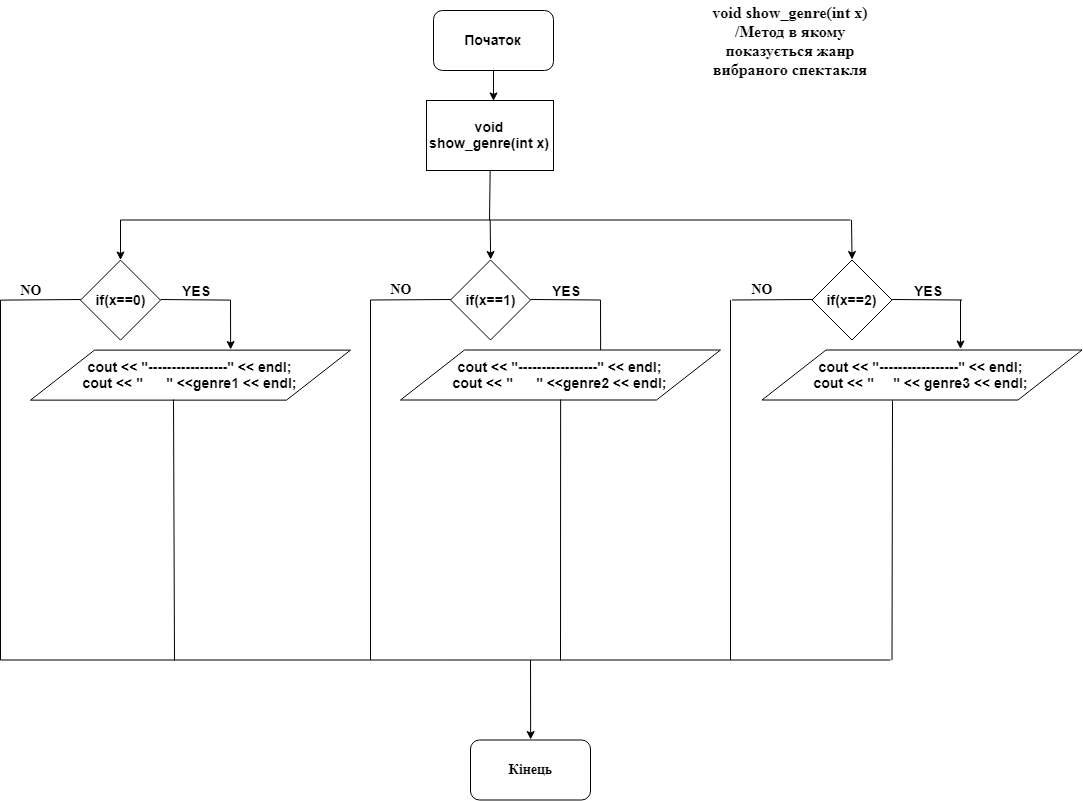 void show_genre(int x)
/Метод в якому
показується жанр
вибраного спектакля
Початок
void
show_genre(int x)
NO
if(x==0)
YES
NO
if(x==1)
YES
NO
if(x==2)
YES
cout << "------------------" << endl;
cout << "      " <<genre1 << endl;
cout << "------------------" << endl;
cout << "      " <<genre2 << endl;
cout << "------------------" << endl;
cout << "     " << genre3 << endl;
Кінець